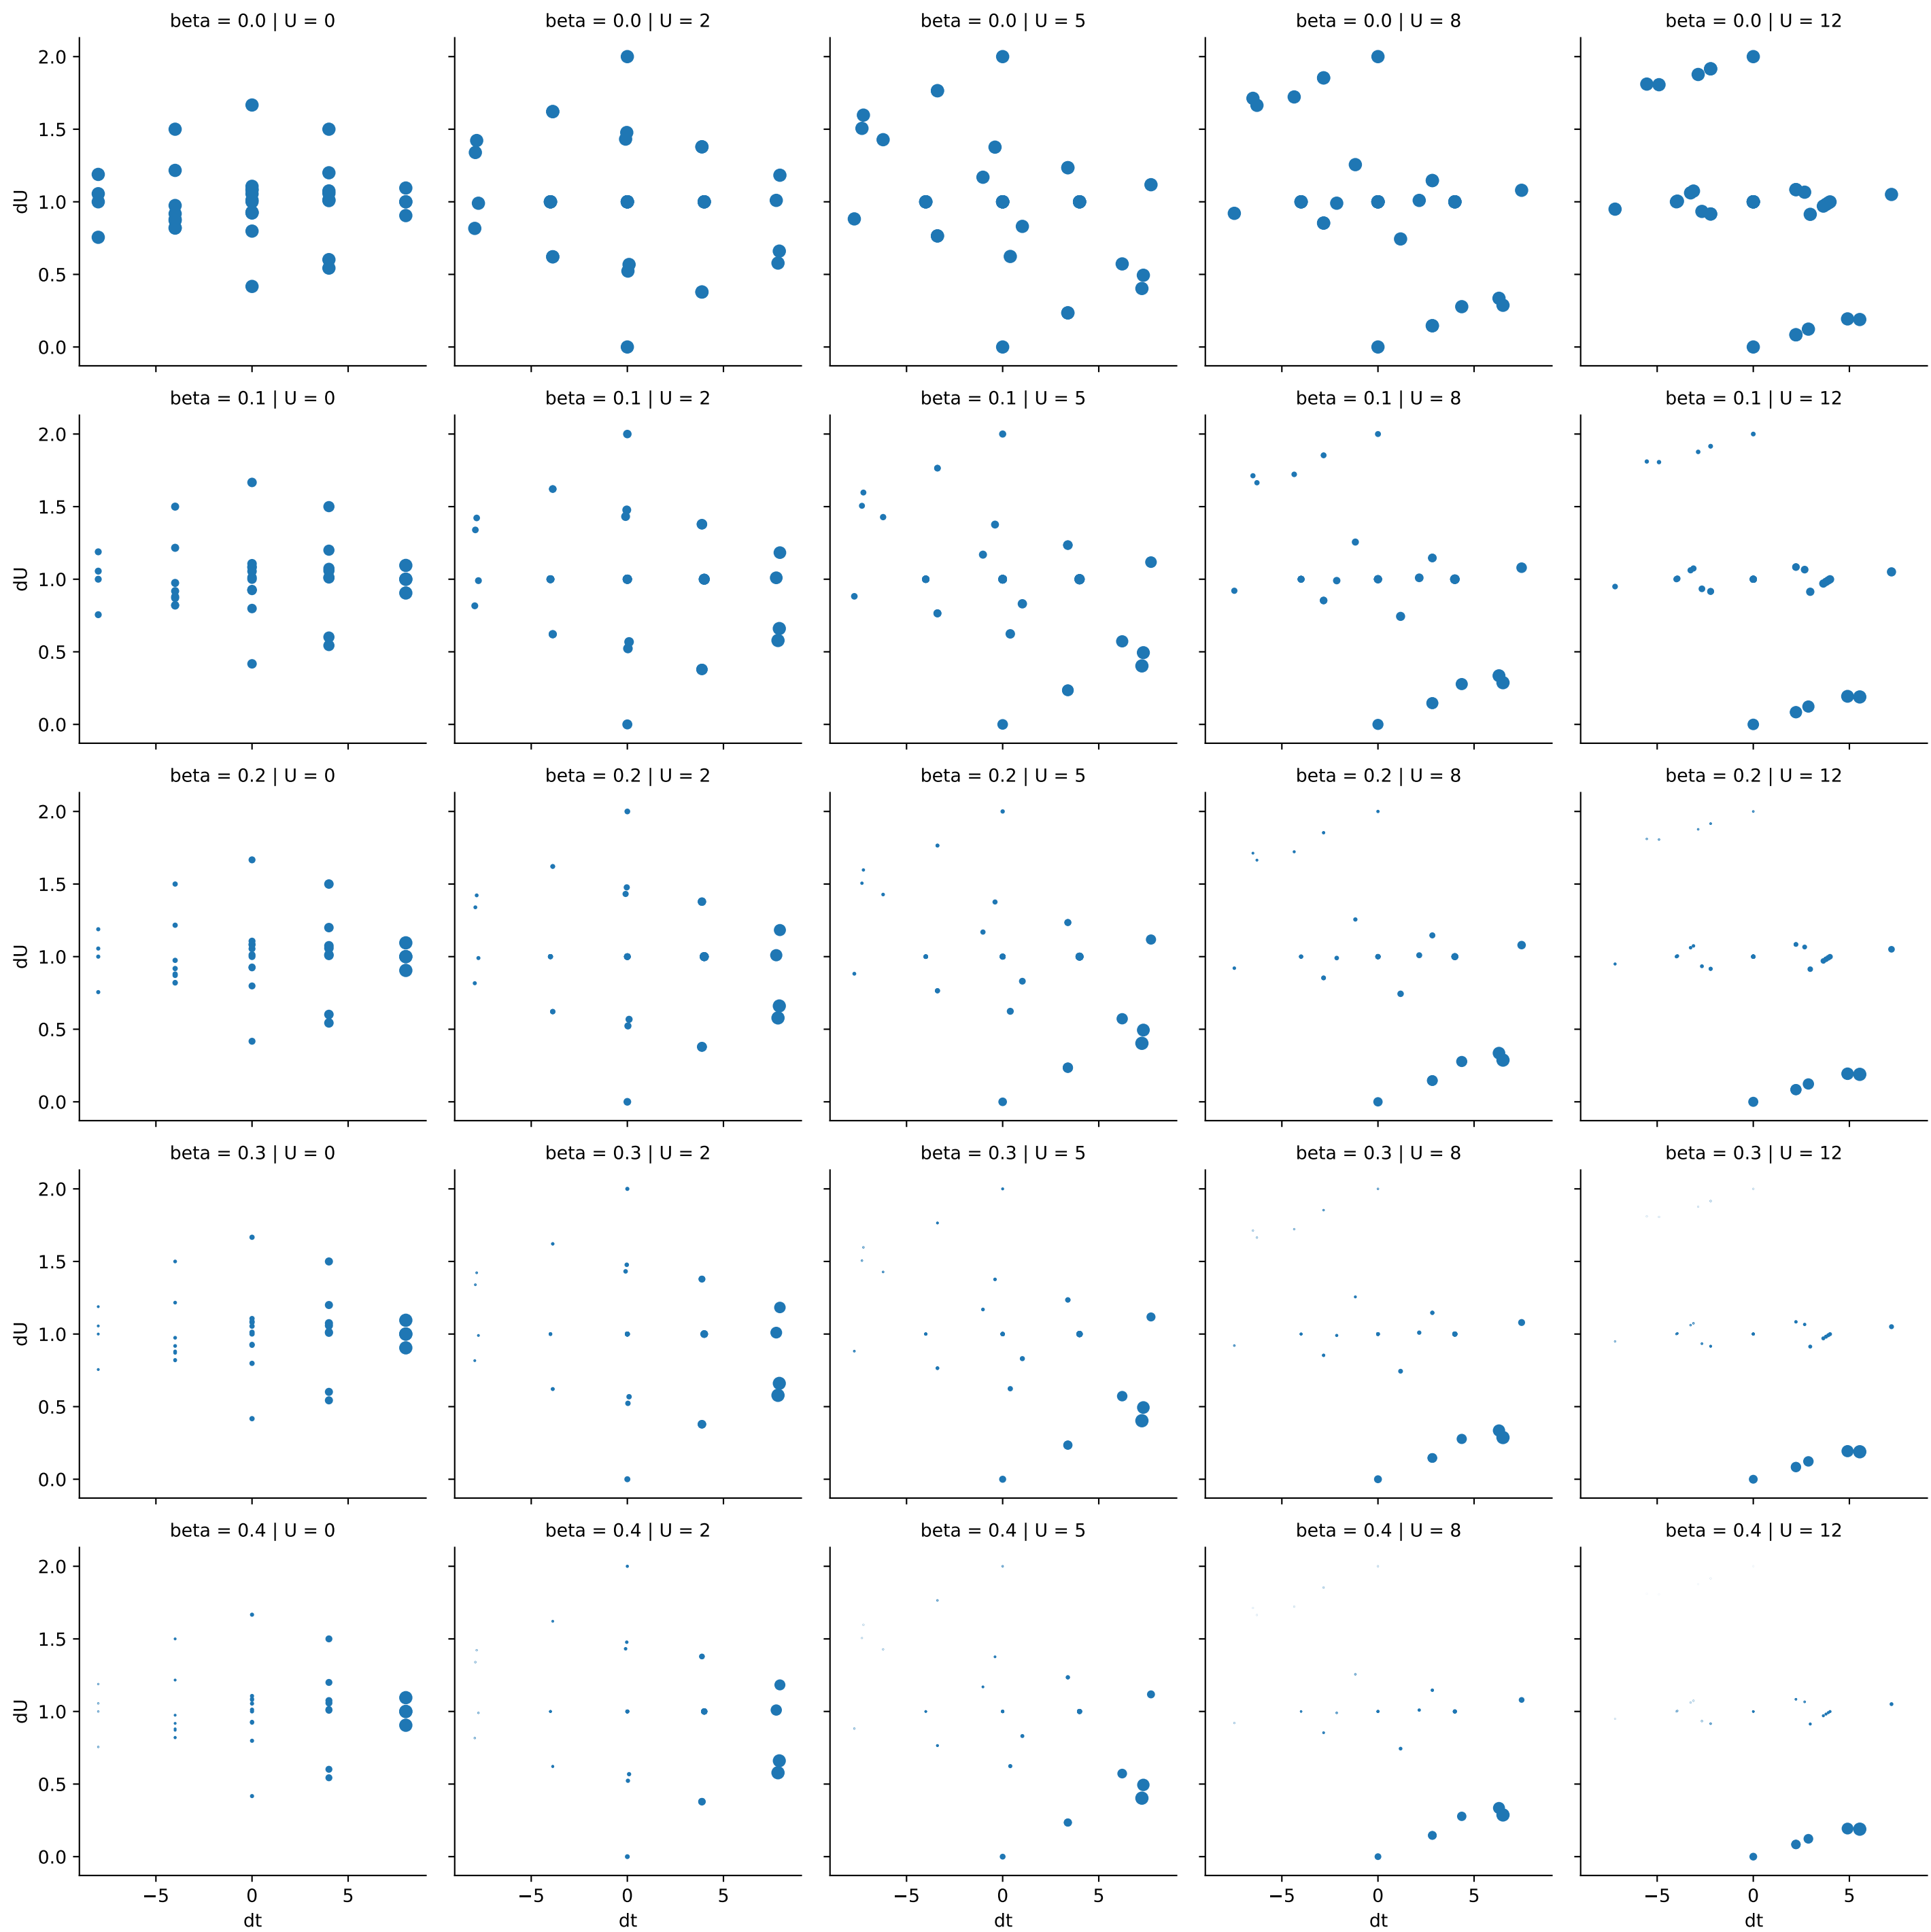 beta = 0.0 | U = 0 beta = 0.0 | U = 2 beta = 0.0 | U = 5 beta = 0.0 | U = 8 beta = 0.0 | U = 12
2.0
1.5
dU
1.0
0.5
0.0
beta = 0.1 | U = 0 beta = 0.1 | U = 2 beta = 0.1 | U = 5 beta = 0.1 | U = 8 beta = 0.1 | U = 12
2.0
1.5
dU
1.0
0.5
0.0
beta = 0.2 | U = 0 beta = 0.2 | U = 2 beta = 0.2 | U = 5 beta = 0.2 | U = 8 beta = 0.2 | U = 12
2.0
1.5
dU
1.0
0.5
0.0
beta = 0.3 | U = 0 beta = 0.3 | U = 2 beta = 0.3 | U = 5 beta = 0.3 | U = 8 beta = 0.3 | U = 12
2.0
1.5
dU
1.0
0.5
0.0
beta = 0.4 | U = 0 beta = 0.4 | U = 2 beta = 0.4 | U = 5 beta = 0.4 | U = 8 beta = 0.4 | U = 12
2.0
1.5
dU
1.0
0.5
0.0
−5 0 5 −5 0 5 −5 0 5 −5 0 5 −5 0 5
dt dt dt dt dt